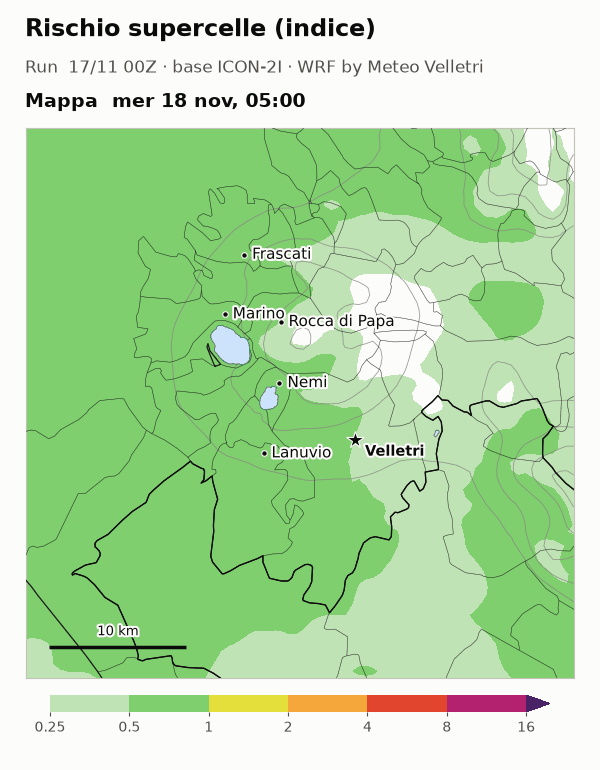 Rischio supercelle (indice)
Run  17/11 00Z · base ICON-2I · WRF by Meteo Velletri
Mappa  mer 18 nov, 05:00
Frascati
Marino
Rocca di Papa
Nemi
Velletri
Lanuvio
10 km
0.25 0.5 1 2 4 8 16